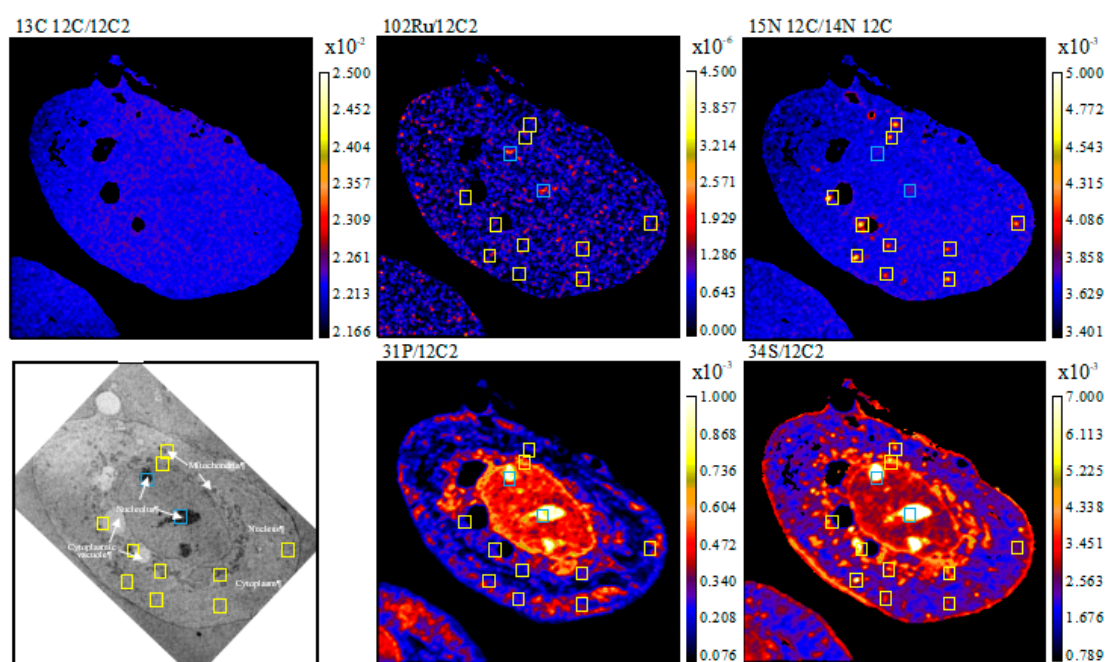 13C 12C/12C2
x10-2
2.500
2.452
2.404
2.357
2.309
2.261
2.213
2.166
102Ru/12C2
x10-6
4.500
3.857
3.214
2.571
1.929
1.286
0.643
0.000
15N 12C/14N 12C
x10-3
5.000
4.772
4.543
4.315
4.086
3.858
3.629
3.401
Mitochondria¶
Nucleolus¶
Nucleus¶
Cytoplasmic
vacuole¶
Cytoplasm¶
31P/12C2
x10-3
1.000
0.868
0.736
0.604
0.472
0.340
0.208
0.076
34S/12C2
x10-3
7.000
6.113
5.225
4.338
3.451
2.563
1.676
0.789